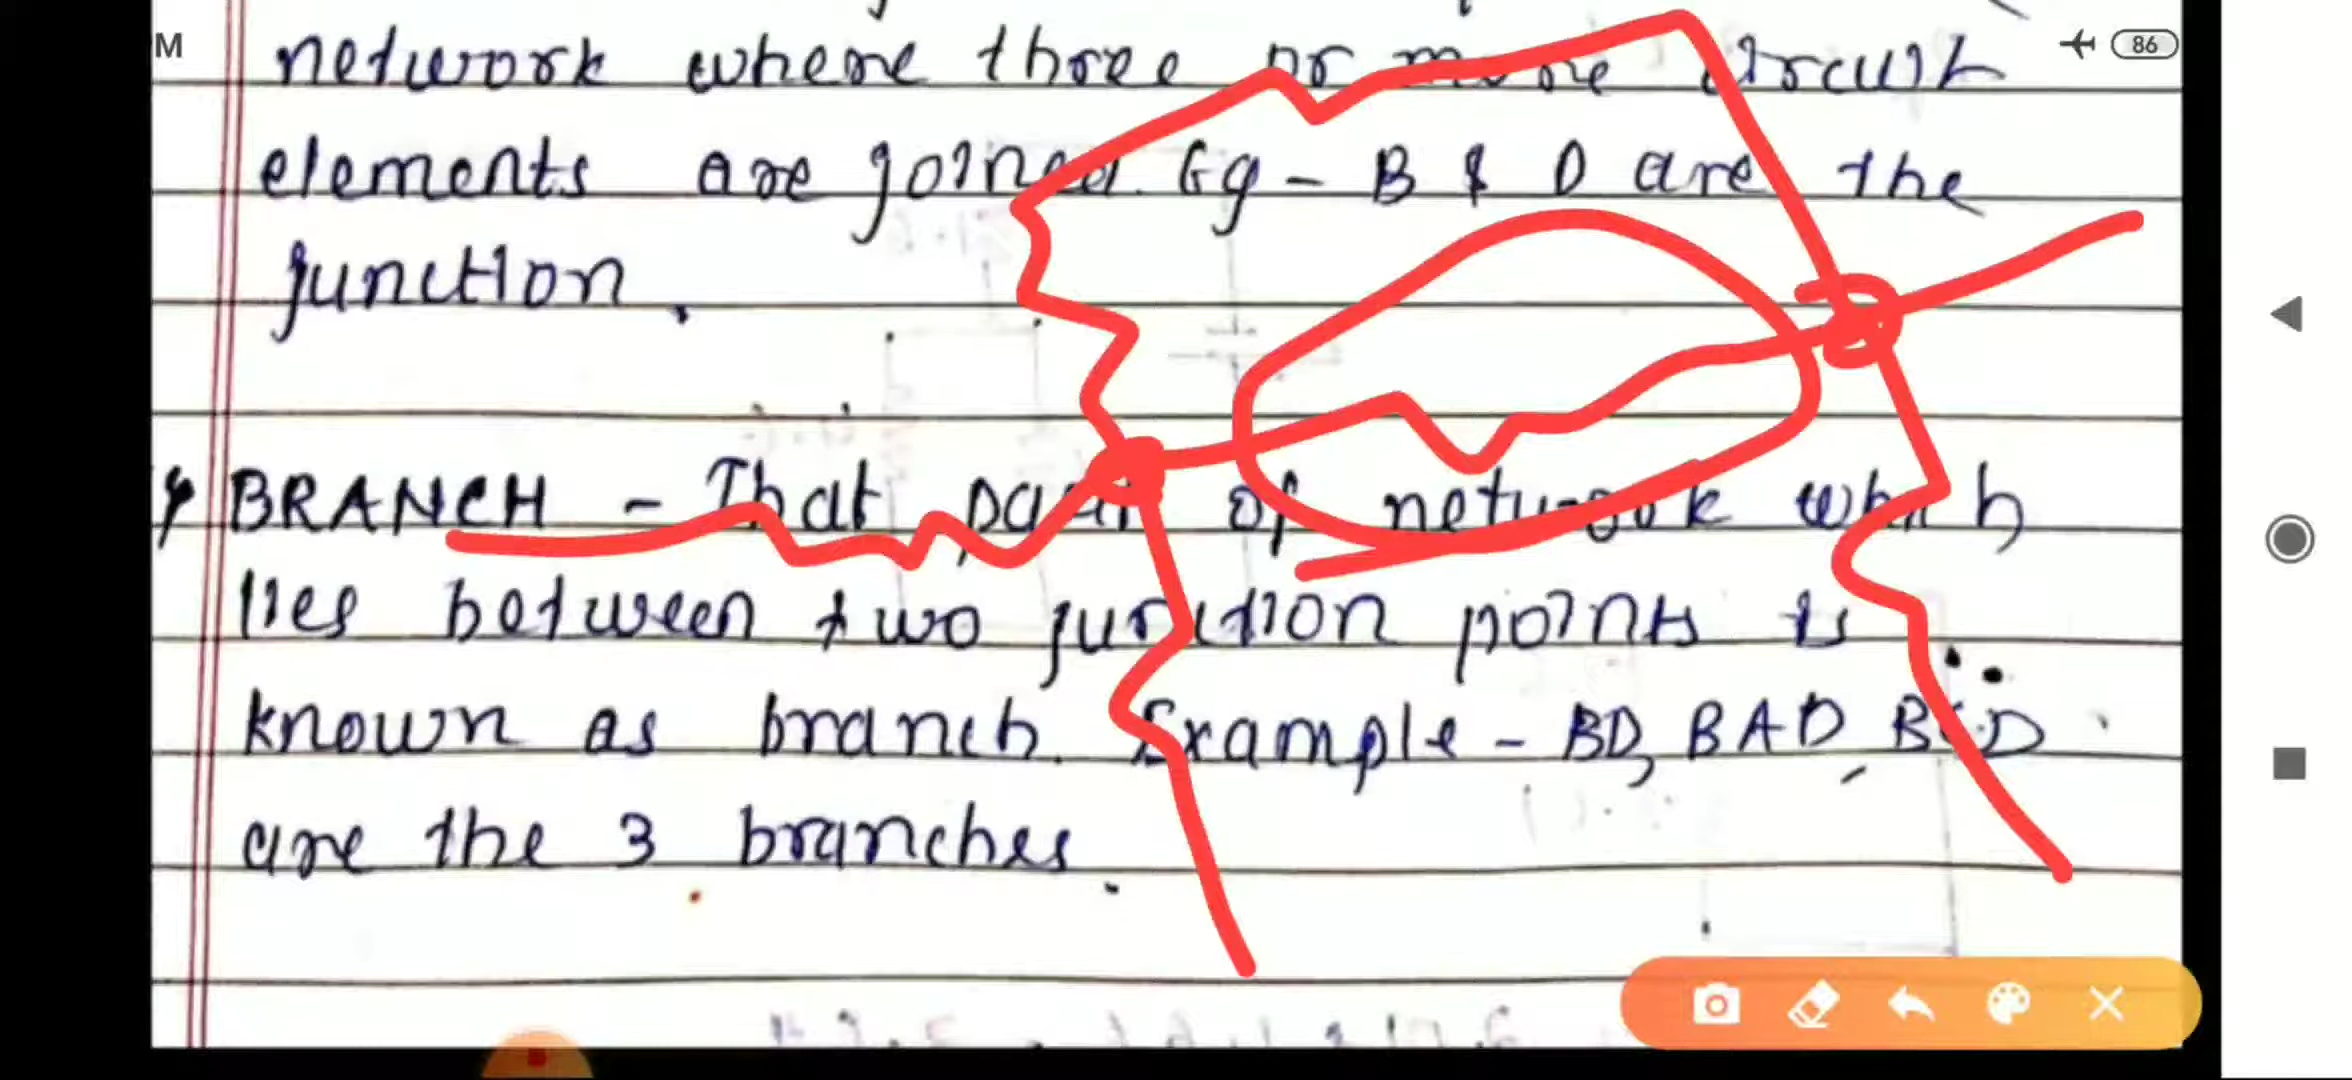 M
86
network where three or more circuit
elements are joined. Eg - B & D are the
junction.
BRANCH - That part of network which
lies between two junction points is
known as branch. Example - BD, BAD, BCD
are the 3 branches.